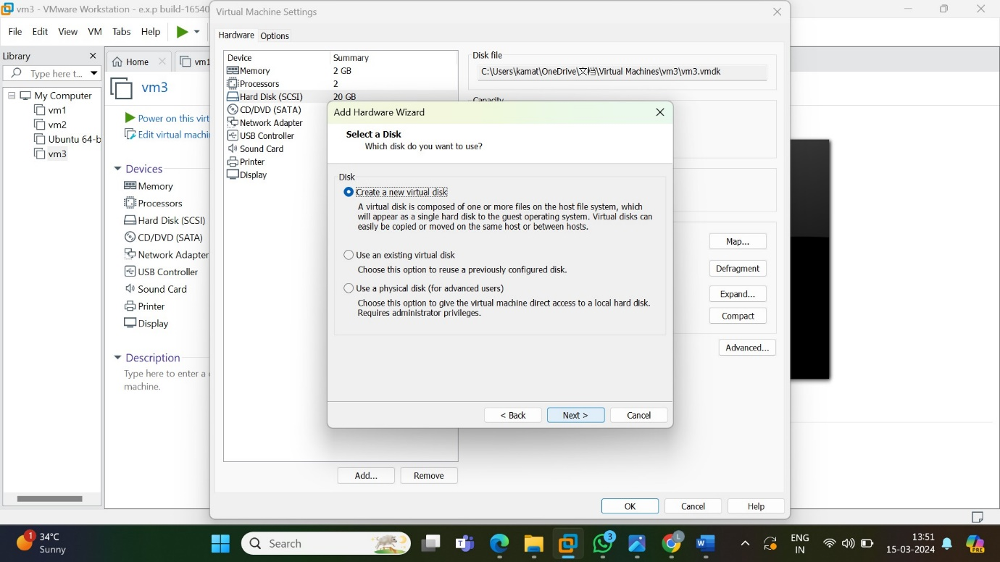 vm3 - VMware Workstation - e.x.p build-16540
File Edit View VM Tabs Help
Library
Type here t...
My Computer
vm1
vm2
Ubuntu 64-b
vm3
Home
vm1
vm3
Power on this virt
Edit virtual machin
Devices
Memory
Processors
Hard Disk (SCSI)
CD/DVD (SATA)
Network Adapter
USB Controller
Sound Card
Printer
Display
Description
Type here to enter a
machine.
Virtual Machine Settings
Hardware Options
Device Summary
Memory 2 GB
Processors 2
Hard Disk (SCSI) 20 GB
CD/DVD (SATA)
Network Adapter
USB Controller
Sound Card
Printer
Display
Disk file
C:\Users\kamat\OneDrive\文档\Virtual Machines\vm3\vm3.vmdk
Capacity
Map...
Defragment
Expand...
Compact
Advanced...
Add... Remove
OK Cancel Help
Add Hardware Wizard
Select a Disk
Which disk do you want to use?
Disk
Create a new virtual disk
A virtual disk is composed of one or more files on the host file system, which
will appear as a single hard disk to the guest operating system. Virtual disks can
easily be copied or moved on the same host or between hosts.
Use an existing virtual disk
Choose this option to reuse a previously configured disk.
Use a physical disk (for advanced users)
Choose this option to give the virtual machine direct access to a local hard disk.
Requires administrator privileges.
< Back Next > Cancel
1
34°C
Sunny
Search
3
L
ENG
IN
13:51
15-03-2024
PRE